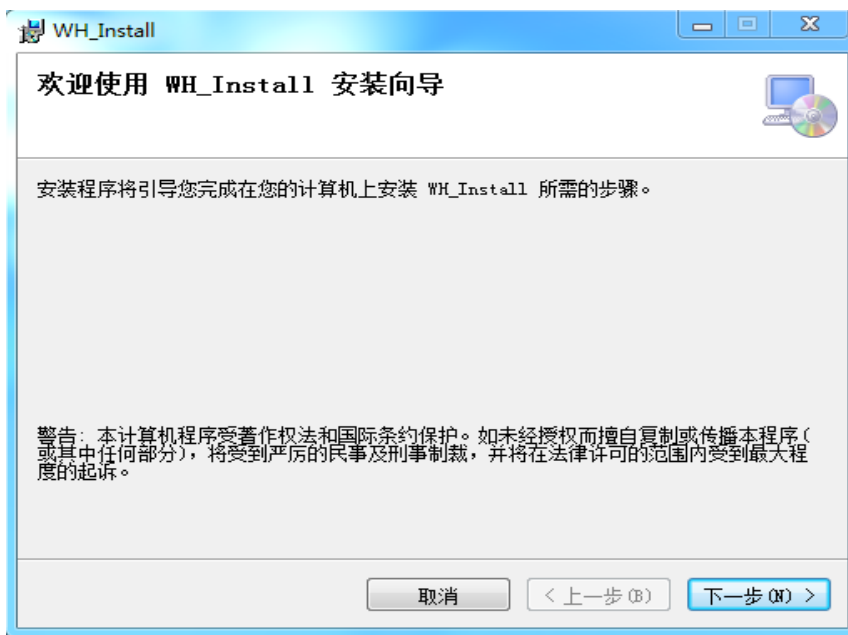 WH_Install
欢迎使用 WH_Install 安装向导
安装程序将引导您完成在您的计算机上安装 WH_Install 所需的步骤。
警告: 本计算机程序受著作权法和国际条约保护。如未经授权而擅自复制或传播本程序(
或其中任何部分)，将受到严厉的民事及刑事制裁，并将在法律许可的范围内受到最大程
度的起诉。
取消
< 上一步(B)
下一步(N) >